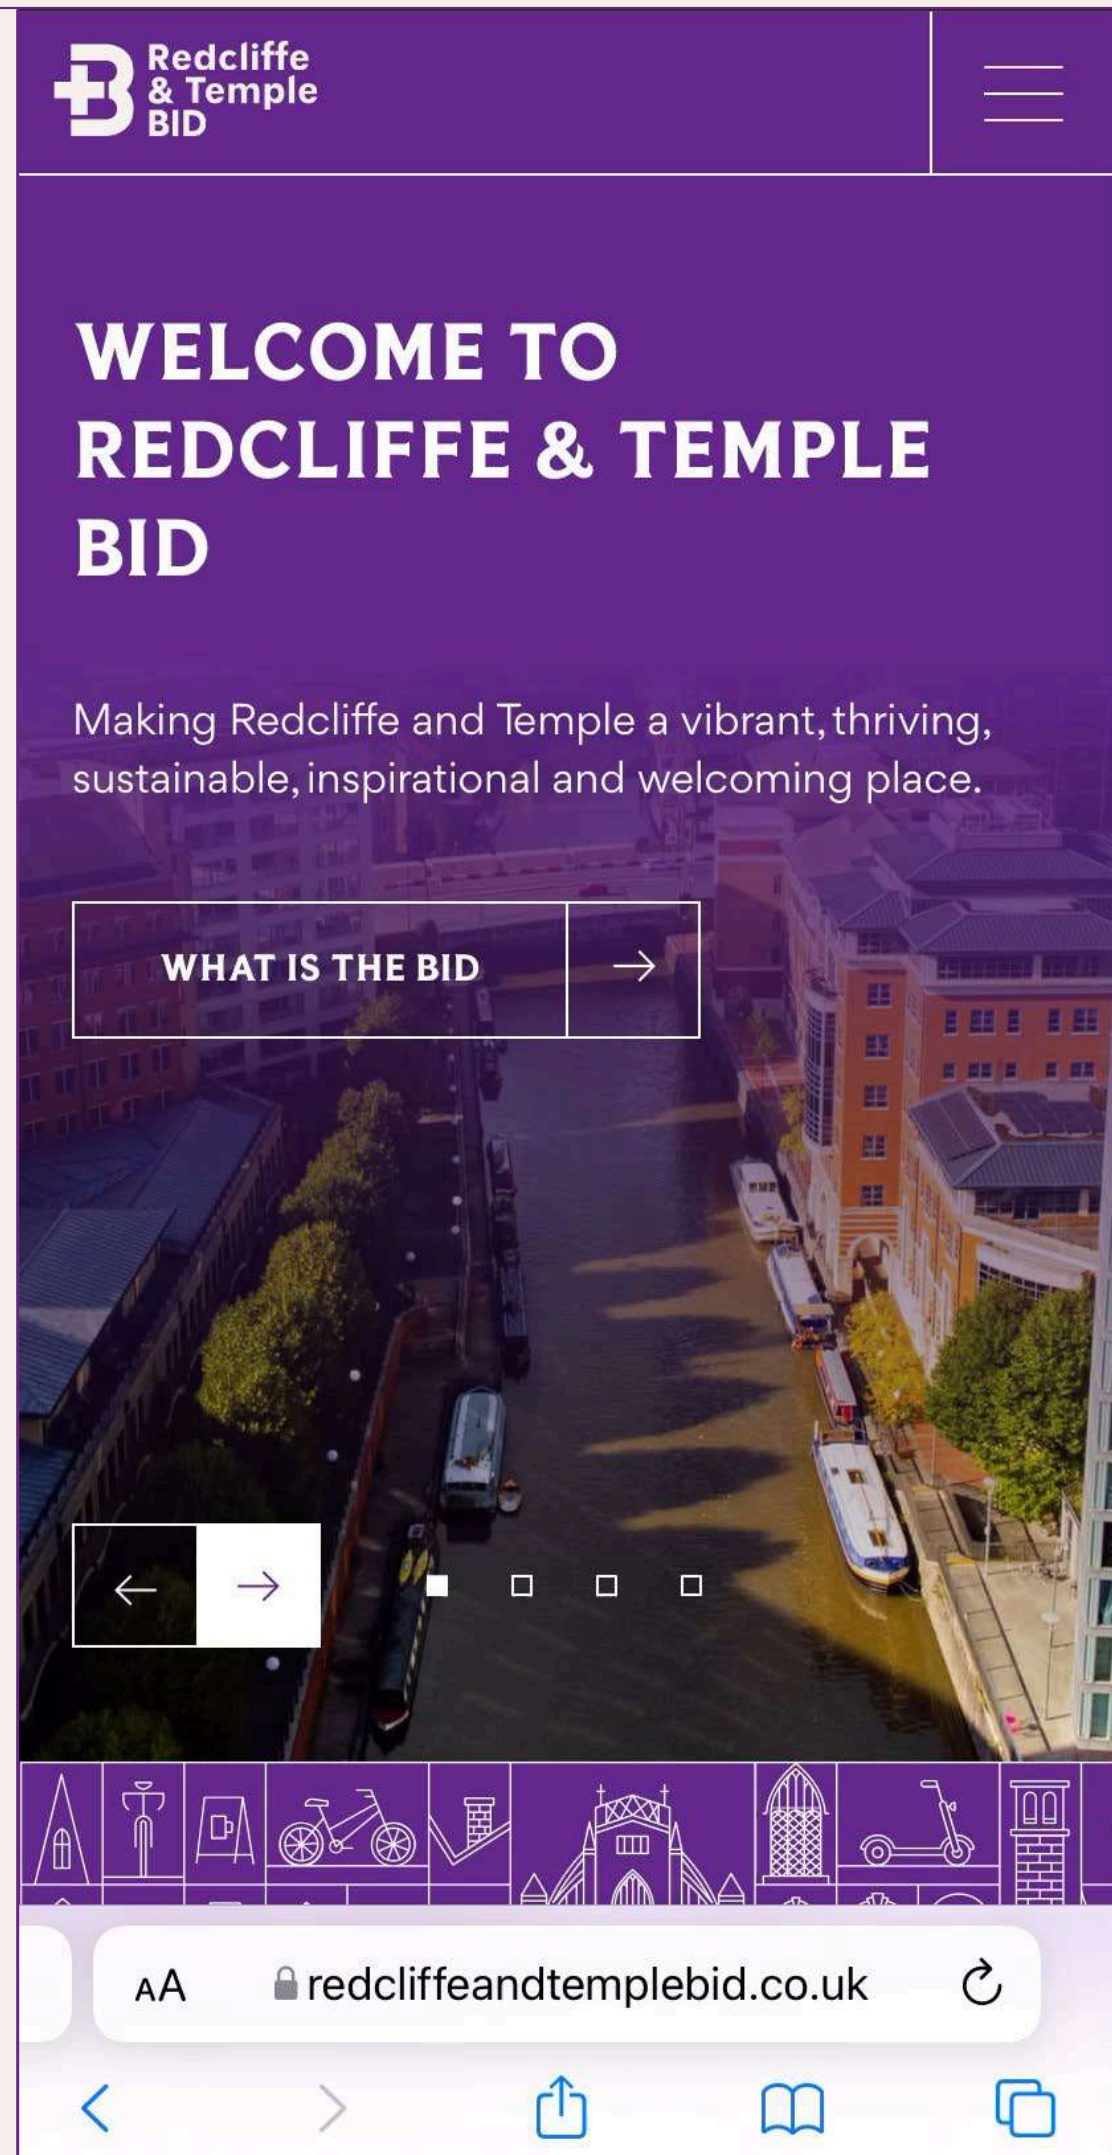 Redcliffe
& Temple
BID
WELCOME TO
REDCLIFFE & TEMPLE
BID
Making Redcliffe and Temple a vibrant, thriving,
sustainable, inspirational and welcoming place.
WHAT IS THE BID
AA redcliffeandtemplebid.co.uk